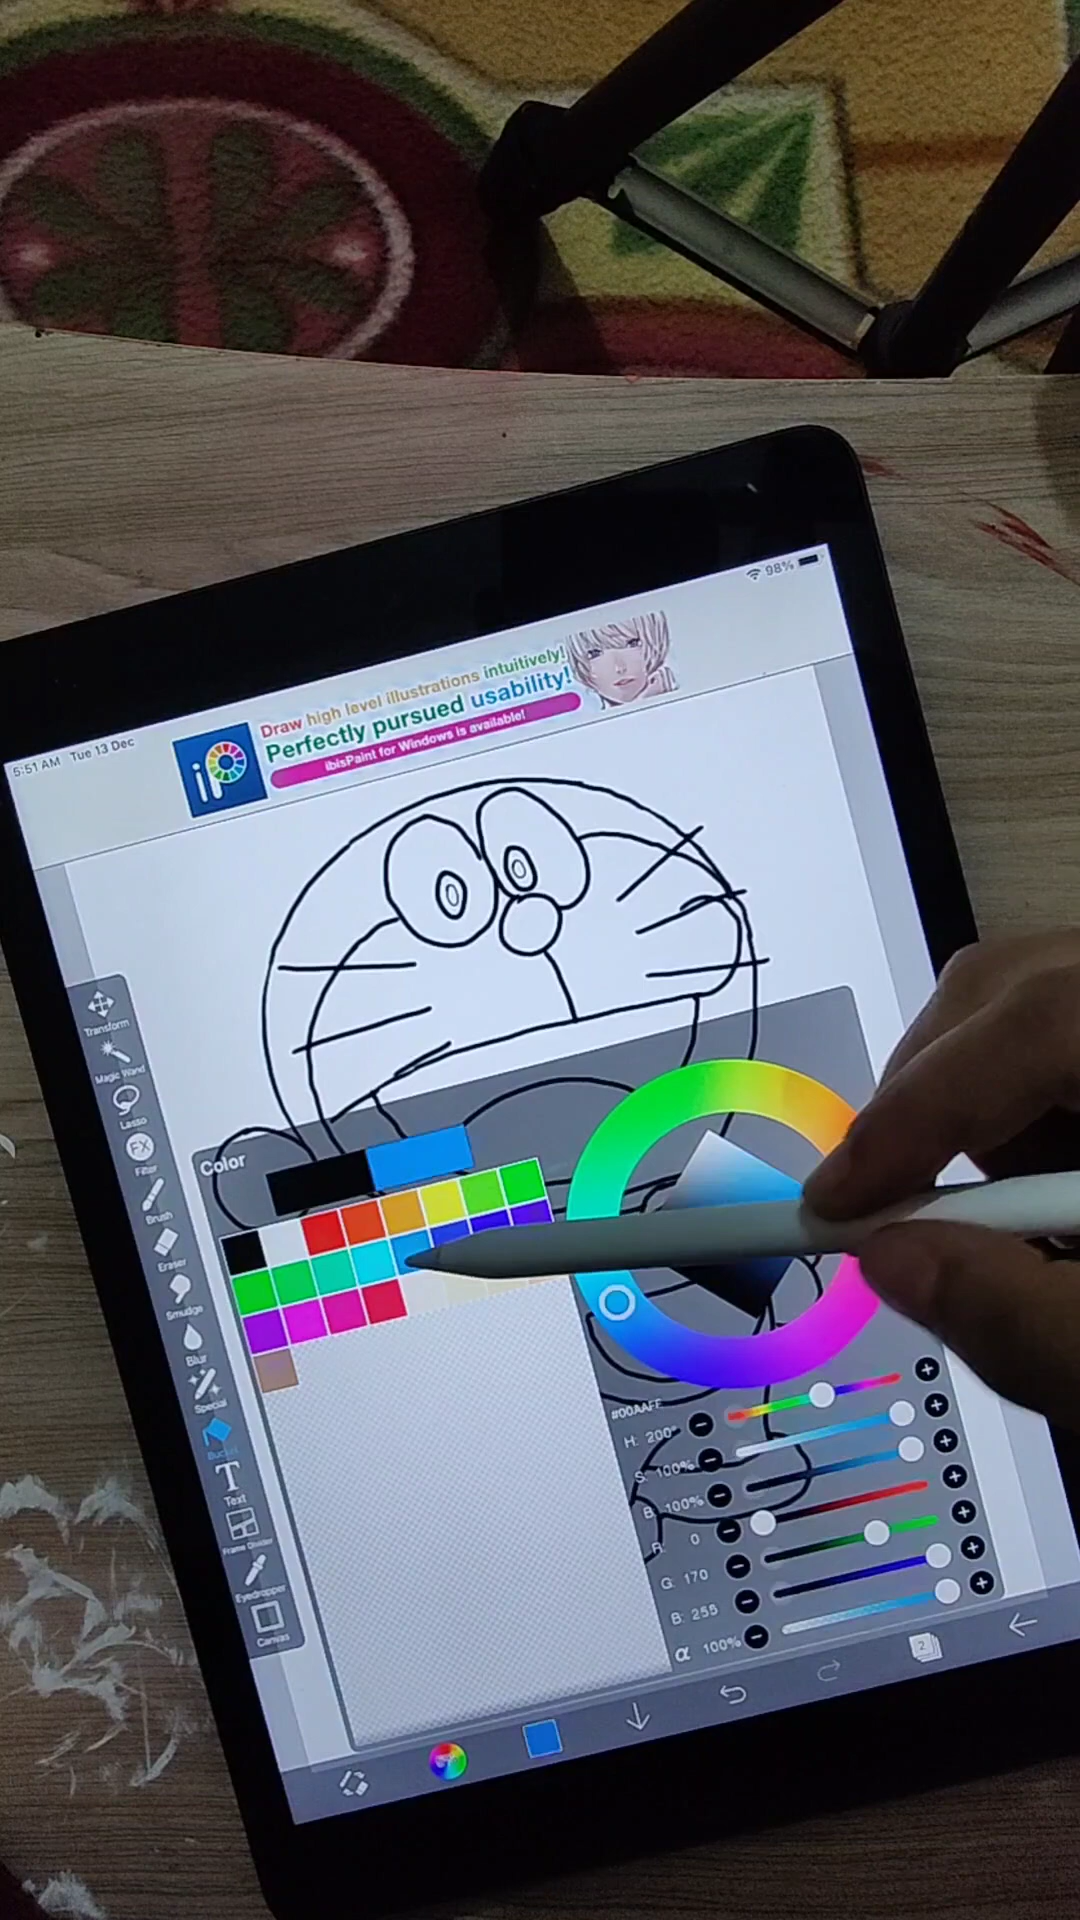 98%
5:51 AM Tue 13 Dec
iP
Draw high level illustrations intuitively!
Perfectly pursued usability!
ibisPaint for Windows is available!
Transform
Magic Wand
Lasso
FX
Filter
Brush
Eraser
Smudge
Blur
Special
Bucket
T
Text
Frame Divider
Eyedropper
Canvas
Color
#00AAFF
H: 200°
S: 100%
B: 100%
R: 0
G: 170
B: 255
α 100%
2